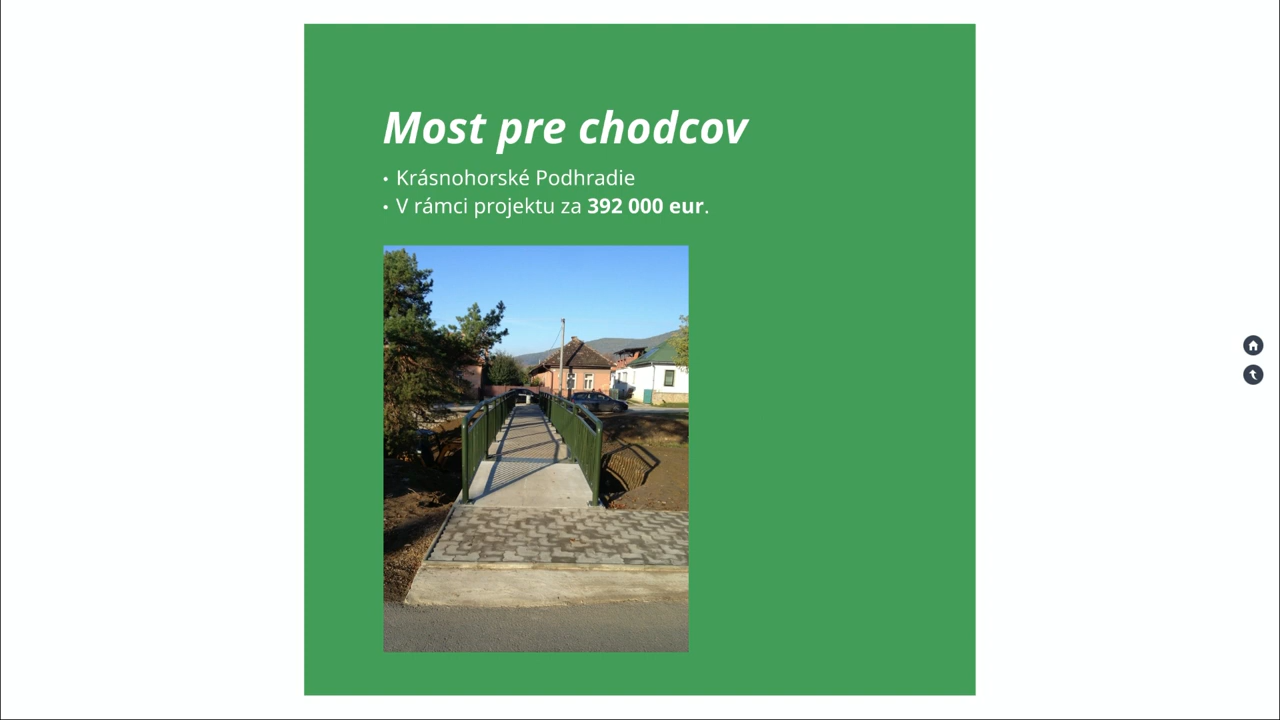 Most pre chodcov
• Krásnohorské Podhradie
• V rámci projektu za 392 000 eur.